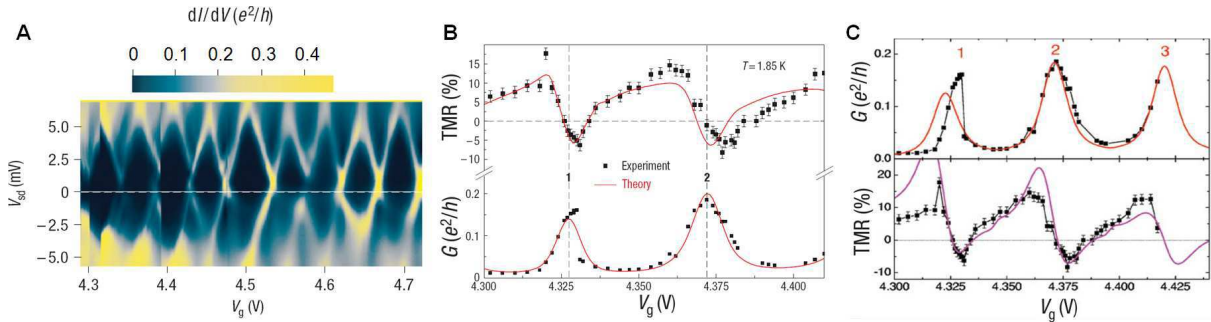 A
dI/dV (e²/h)
0 0.1 0.2 0.3 0.4
V_sd (mV)
5.0
2.5
0
−2.5
−5.0
4.3 4.4 4.5 4.6 4.7
V_g (V)
B
TMR (%)
20
15
10
5
0
−5
−10
T = 1.85 K
Experiment
Theory
1 2
G (e²/h)
0.2
0.1
0
4.300 4.325 4.350 4.375 4.400
V_g (V)
C
G (e²/h)
0.2
0.1
0.0
1 2 3
TMR (%)
20
10
0
-10
4.300 4.325 4.350 4.375 4.400 4.425
V_g (V)